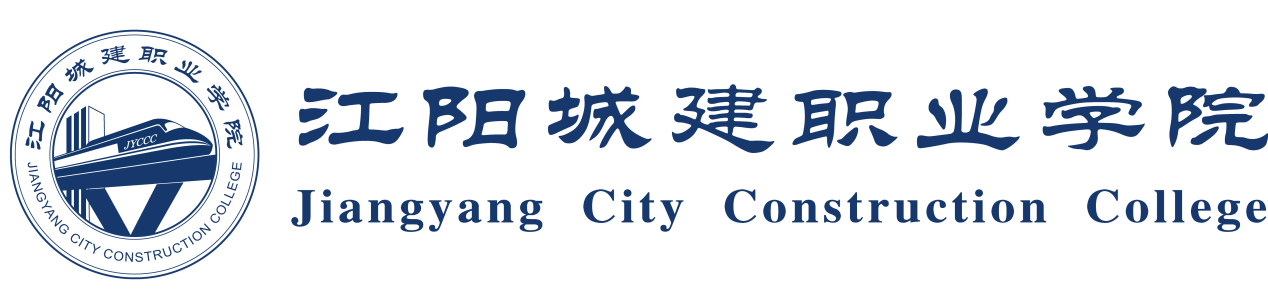 江阳城建职业学院
JYCCC
JIANGYANG CITY CONSTRUCTION COLLEGE
江阳城建职业学院
Jiangyang City Construction College